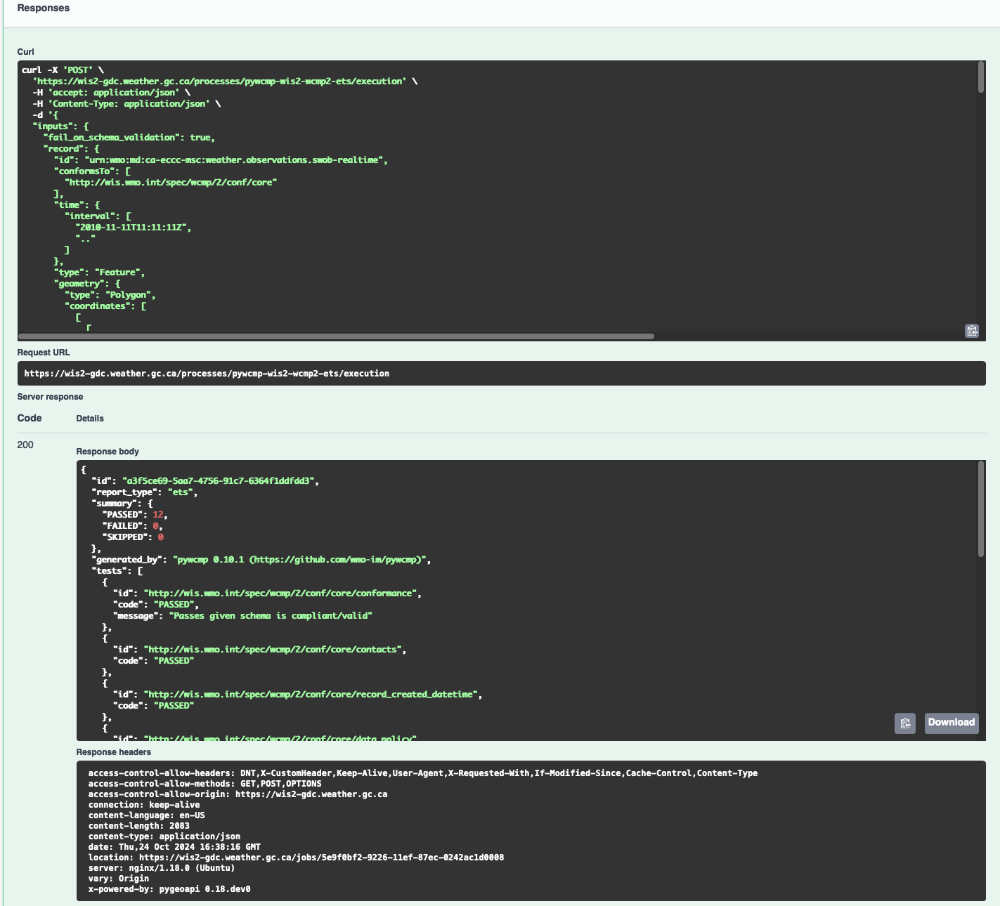 Responses
Curl
curl -X 'POST' \
  'https://wis2-gdc.weather.gc.ca/processes/pywcmp-wis2-wcmp2-ets/execution' \
  -H 'accept: application/json' \
  -H 'Content-Type: application/json' \
  -d '{
  "inputs": {
    "fail_on_schema_validation": true,
    "record": {
      "id": "urn:wmo:md:ca-eccc-msc:weather.observations.swob-realtime",
      "conformsTo": [
        "http://wis.wmo.int/spec/wcmp/2/conf/core"
      ],
      "time": {
        "interval": [
          "2010-11-11T11:11:11Z",
          ".."
        ]
      },
      "type": "Feature",
      "geometry": {
        "type": "Polygon",
        "coordinates": [
          [
            [
Request URL
https://wis2-gdc.weather.gc.ca/processes/pywcmp-wis2-wcmp2-ets/execution
Server response
Code Details
200
Response body
{
  "id": "a3f5ce69-5aa7-4756-91c7-6364f1ddfdd3",
  "report_type": "ets",
  "summary": {
    "PASSED": 12,
    "FAILED": 0,
    "SKIPPED": 0
  },
  "generated_by": "pywcmp 0.10.1 (https://github.com/wmo-im/pywcmp)",
  "tests": [
    {
      "id": "http://wis.wmo.int/spec/wcmp/2/conf/core/conformance",
      "code": "PASSED",
      "message": "Passes given schema is compliant/valid"
    },
    {
      "id": "http://wis.wmo.int/spec/wcmp/2/conf/core/contacts",
      "code": "PASSED"
    },
    {
      "id": "http://wis.wmo.int/spec/wcmp/2/conf/core/record_created_datetime",
      "code": "PASSED"
    },
    {
      "id": "http://wis.wmo.int/spec/wcmp/2/conf/core/data_policy"
Download
Response headers
access-control-allow-headers: DNT,X-CustomHeader,Keep-Alive,User-Agent,X-Requested-With,If-Modified-Since,Cache-Control,Content-Type
access-control-allow-methods: GET,POST,OPTIONS
access-control-allow-origin: https://wis2-gdc.weather.gc.ca
connection: keep-alive
content-language: en-US
content-length: 2083
content-type: application/json
date: Thu,24 Oct 2024 16:38:16 GMT
location: https://wis2-gdc.weather.gc.ca/jobs/5e9f0bf2-9226-11ef-87ec-0242ac1d0008
server: nginx/1.18.0 (Ubuntu)
vary: Origin
x-powered-by: pygeoapi 0.18.dev0